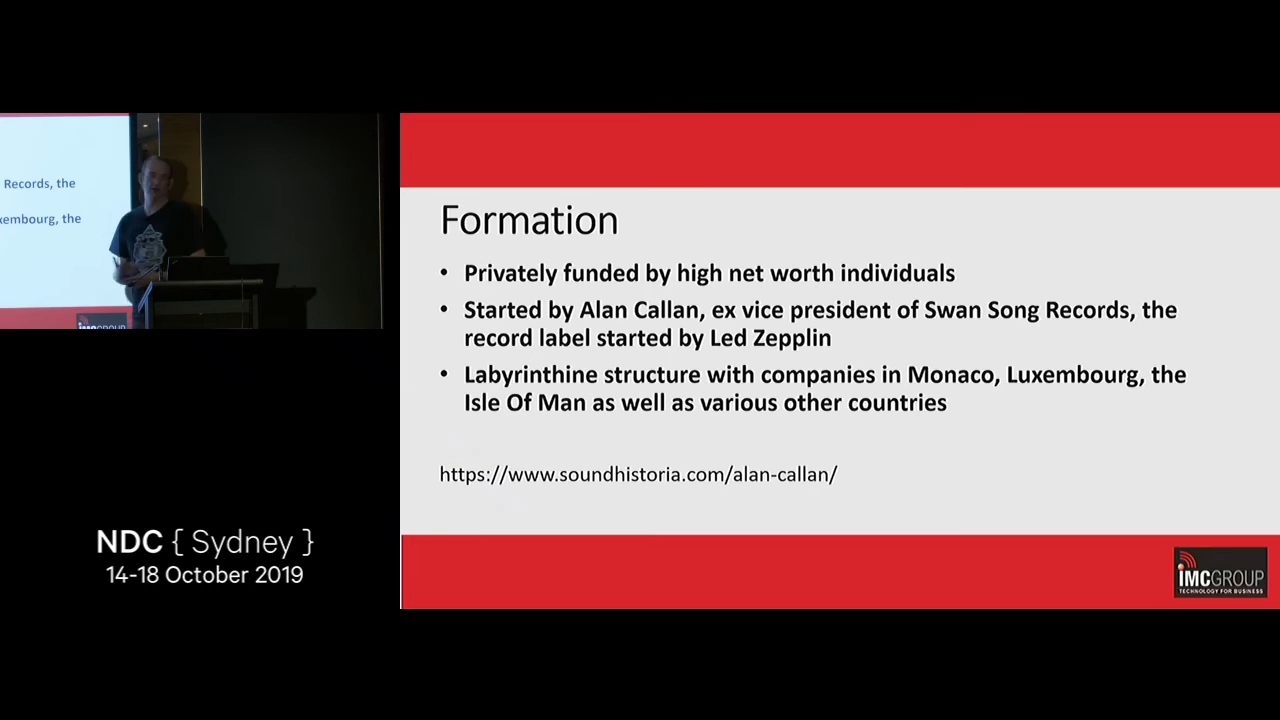 Records, the
xembourg, the
iMCGROUP
NDC { Sydney }
14-18 October 2019
Formation
• Privately funded by high net worth individuals
• Started by Alan Callan, ex vice president of Swan Song Records, the
record label started by Led Zepplin
• Labyrinthine structure with companies in Monaco, Luxembourg, the
Isle Of Man as well as various other countries
https://www.soundhistoria.com/alan-callan/
iMCGROUP
TECHNOLOGY FOR BUSINESS